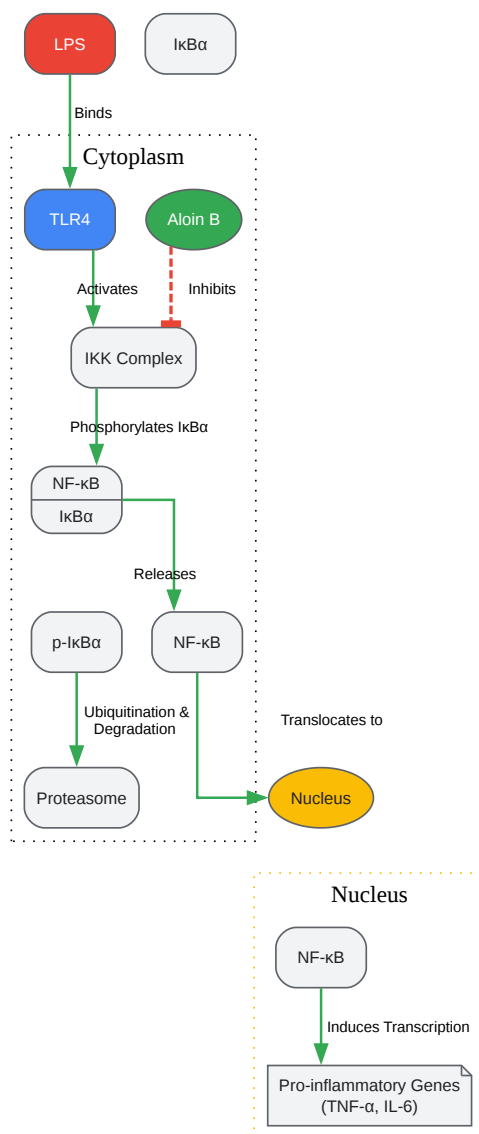 LPS
IκBα
Binds
Cytoplasm
TLR4
Aloin B
Activates
Inhibits
IKK Complex
Phosphorylates IκBα
NF-κB
IκBα
Releases
p-IκBα
NF-κB
Ubiquitination &
Degradation
Translocates to
Proteasome
Nucleus
Nucleus
NF-κB
Induces Transcription
Pro-inflammatory Genes
(TNF-α, IL-6)